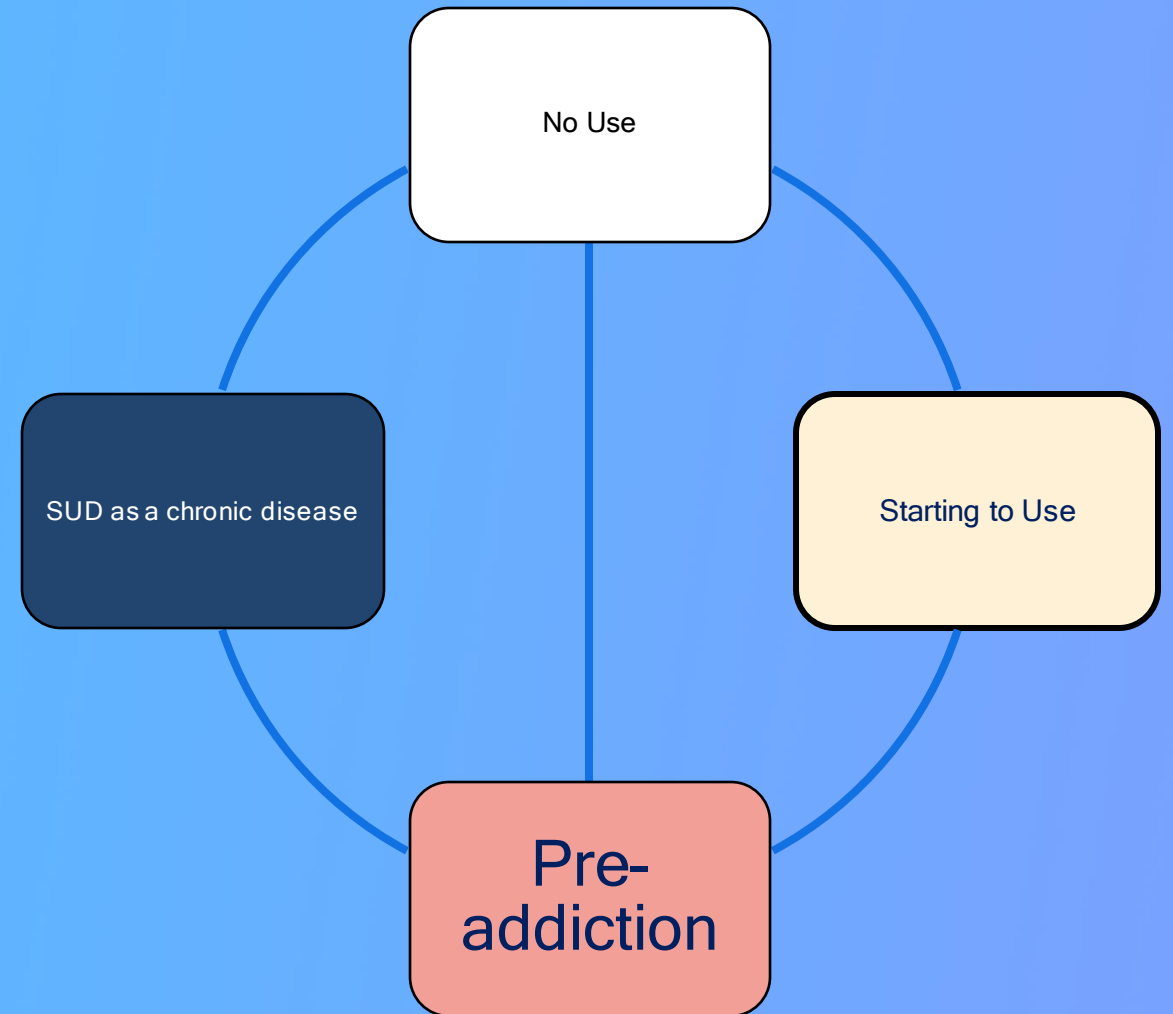 No Use
SUD as a chronic disease
Starting to Use
Pre-
addiction